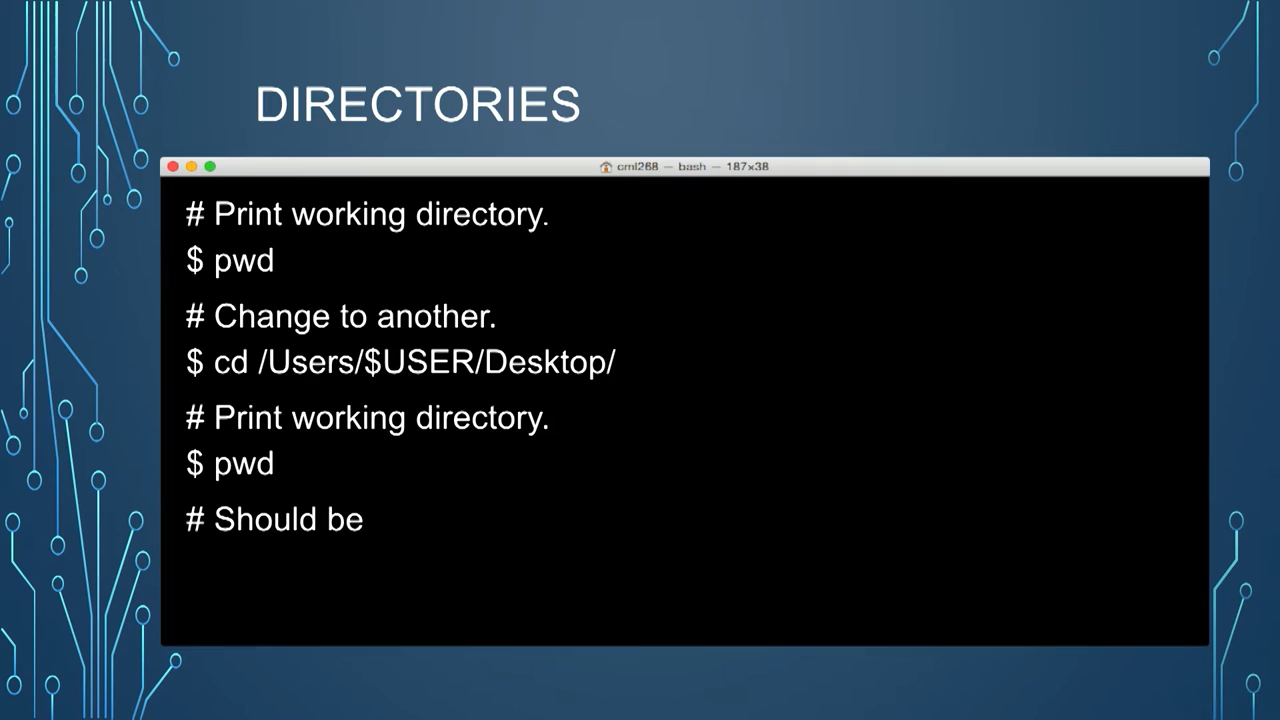 DIRECTORIES
cml268 — bash — 187x38
# Print working directory.
$ pwd
# Change to another.
$ cd /Users/$USER/Desktop/
# Print working directory.
$ pwd
# Should be